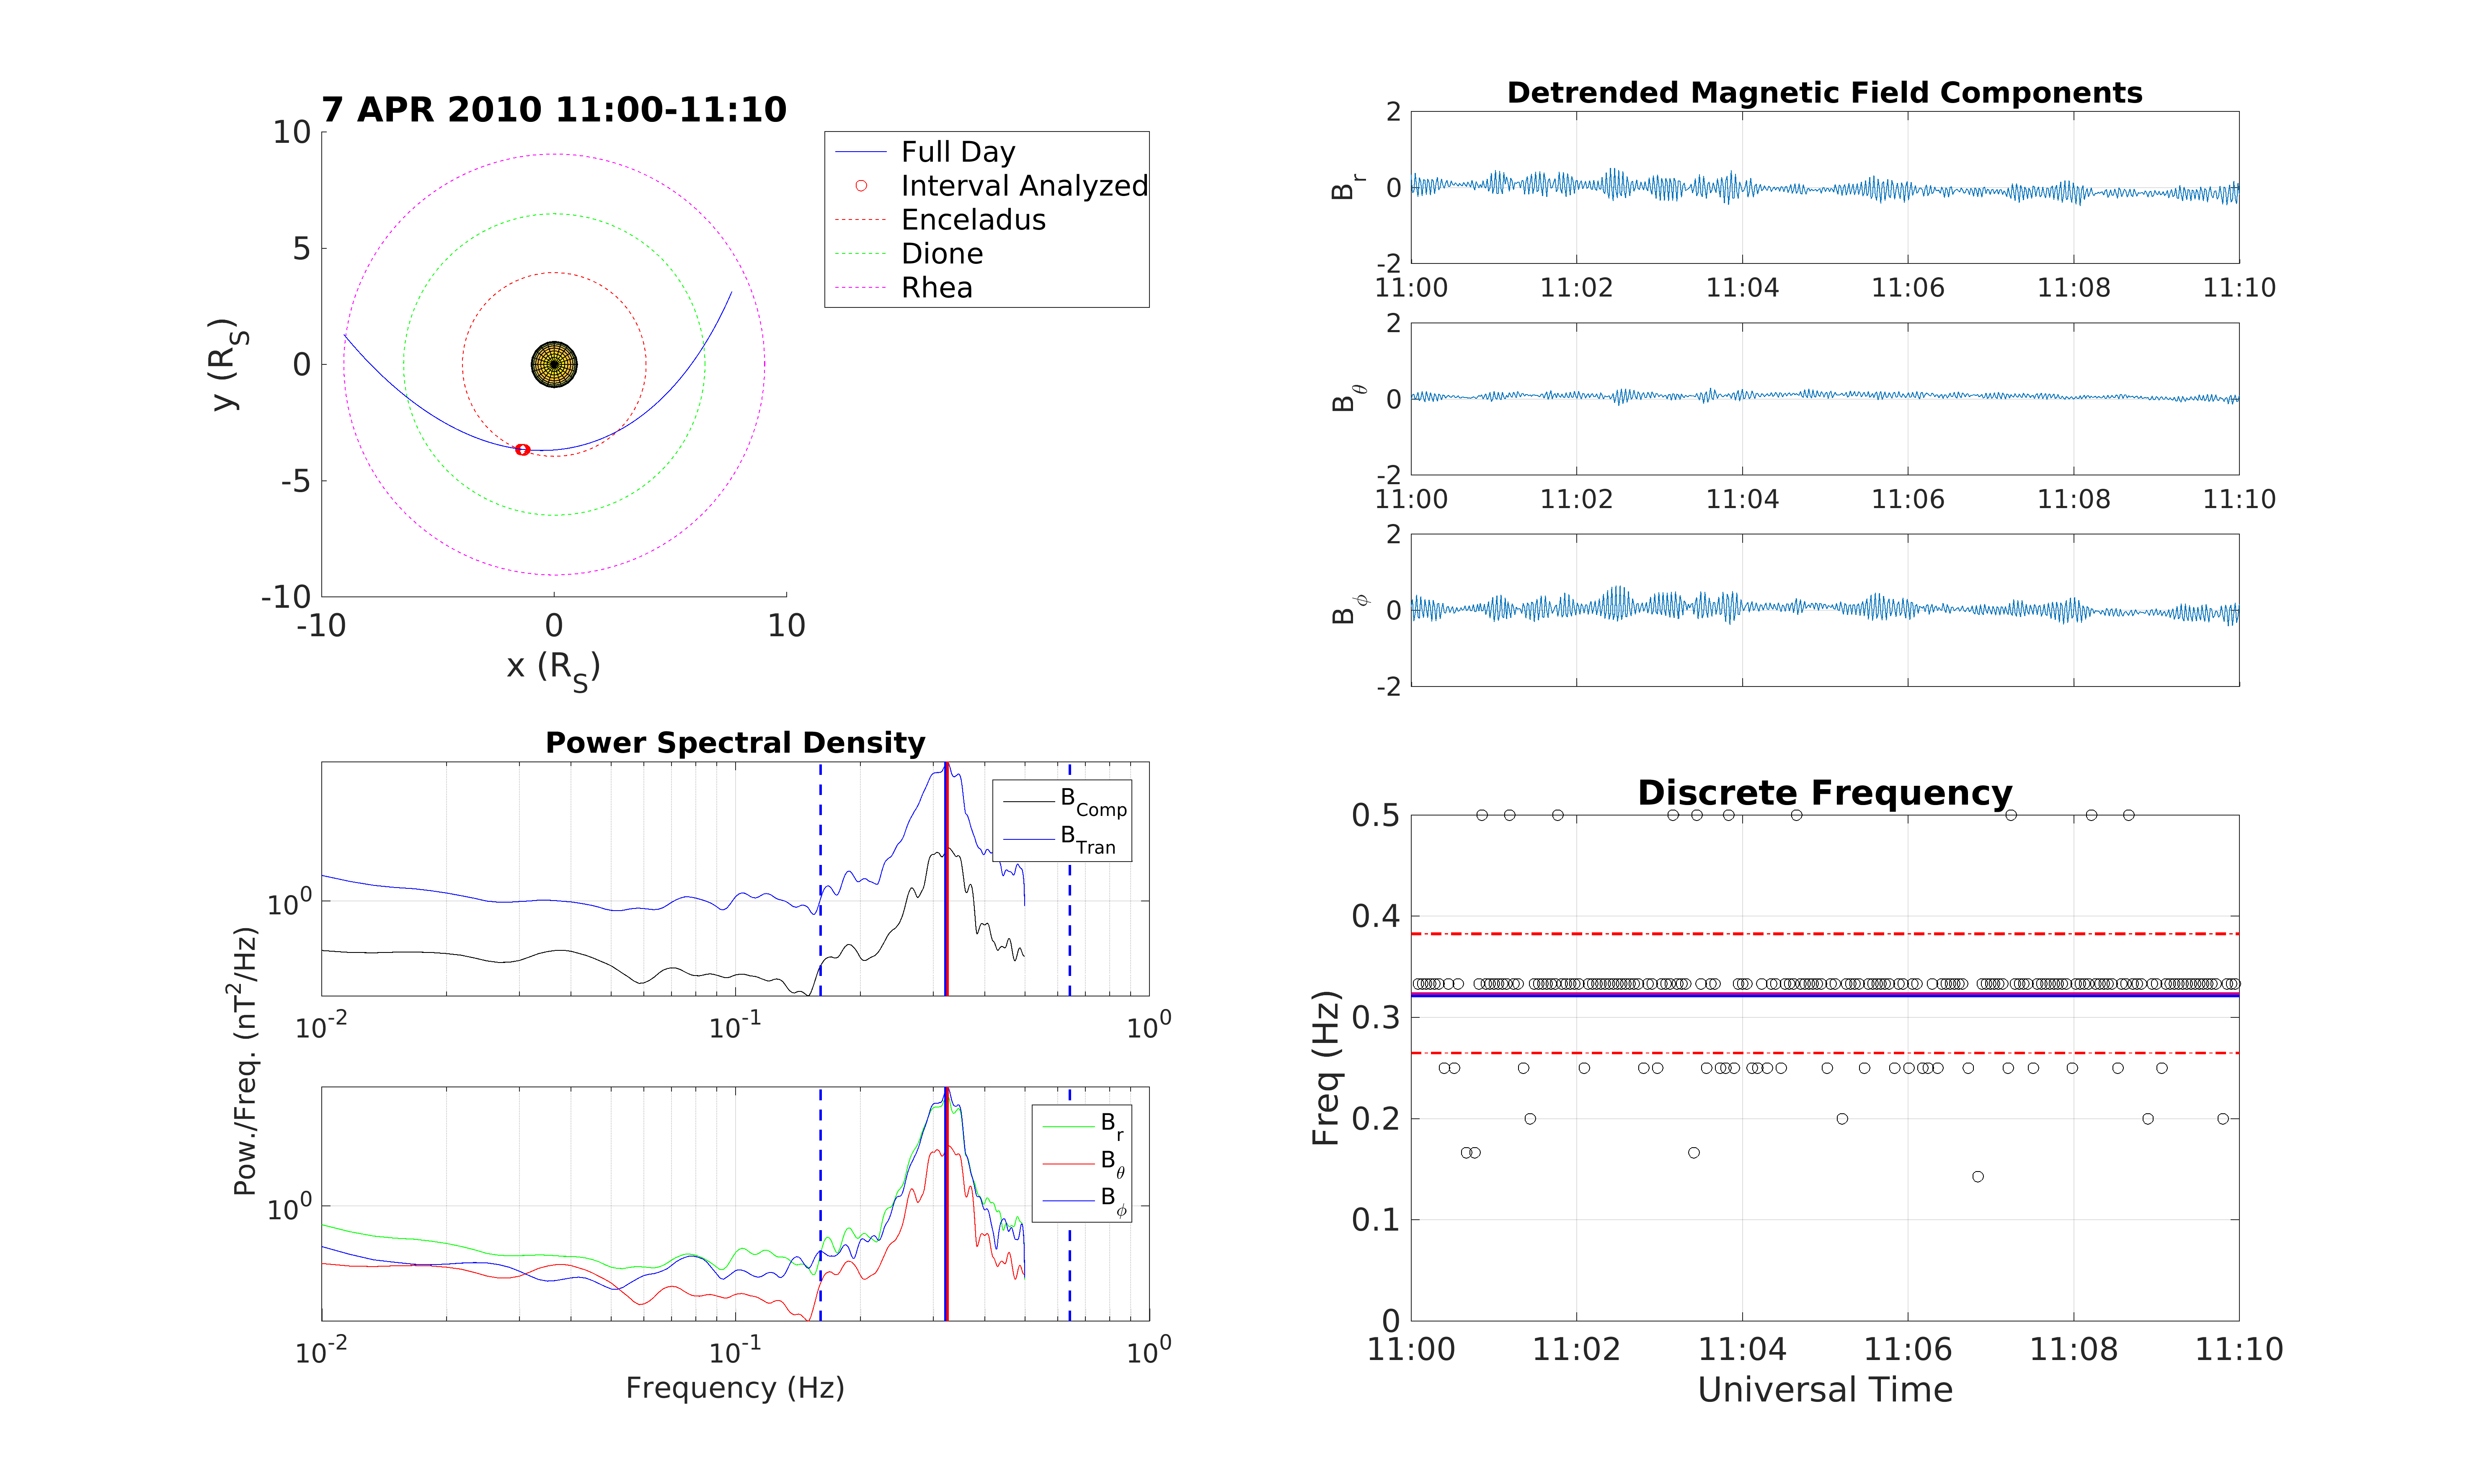 7 APR 2010 11:00-11:10
10
5
0
-5
-10
-10
0
10
y (R_S)
x (R_S)
Full Day
Interval Analyzed
Enceladus
Dione
Rhea
Detrended Magnetic Field Components
B_r
2
0
-2
11:00 11:02 11:04 11:06 11:08 11:10
B_θ
2
0
-2
11:00 11:02 11:04 11:06 11:08 11:10
B_ϕ
2
0
-2
Power Spectral Density
B_Comp
B_Tran
10^0
10^-2 10^-1 10^0
Pow./Freq. (nT^2/Hz)
B_r
B_θ
B_ϕ
10^0
10^-2 10^-1 10^0
Frequency (Hz)
Discrete Frequency
0.5
0.4
0.3
0.2
0.1
0
Freq (Hz)
11:00 11:02 11:04 11:06 11:08 11:10
Universal Time